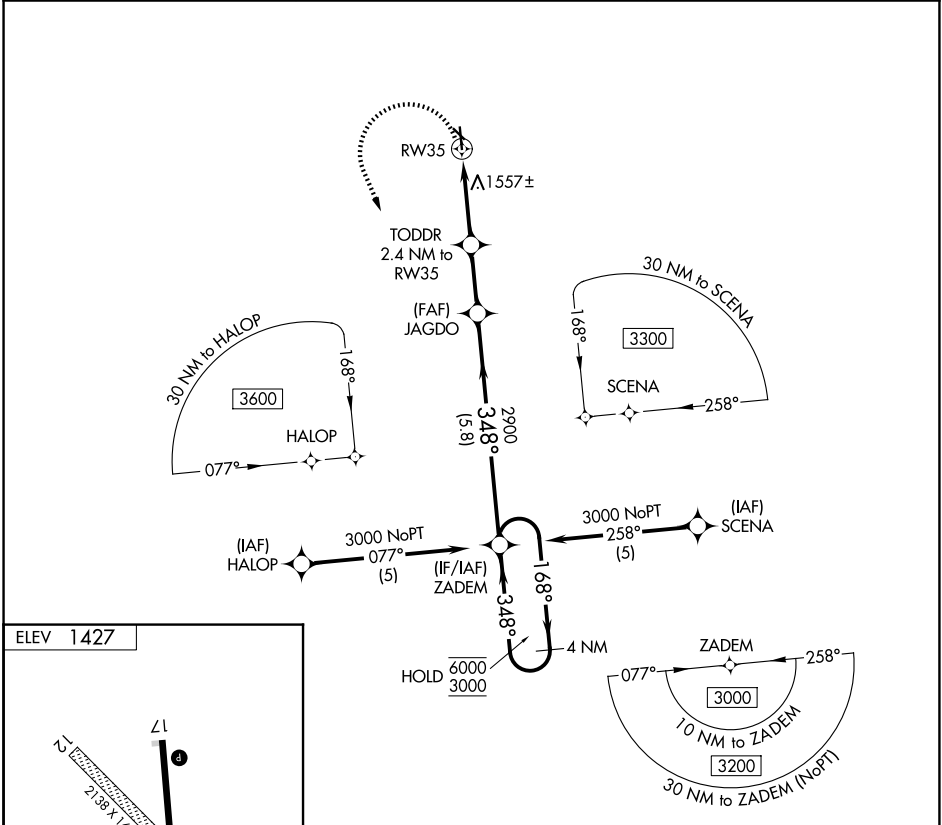 RW35
1557±
TODDR
2.4 NM to
RW35
(FAF)
JAGDO
30 NM to HALOP
3600
168°
HALOP
077°
30 NM to SCENA
3300
168°
SCENA
258°
2900
348°
(5.8)
(IAF)
HALOP
3000 NoPT
077°
(5)
(IF/IAF)
ZADEM
3000 NoPT
258°
(5)
(IAF)
SCENA
348°
168°
4 NM
HOLD
6000
3000
ZADEM
077°
258°
3000
10 NM to ZADEM
3200
30 NM to ZADEM (NoPT)
ELEV 1427
17
P
12
2138 X